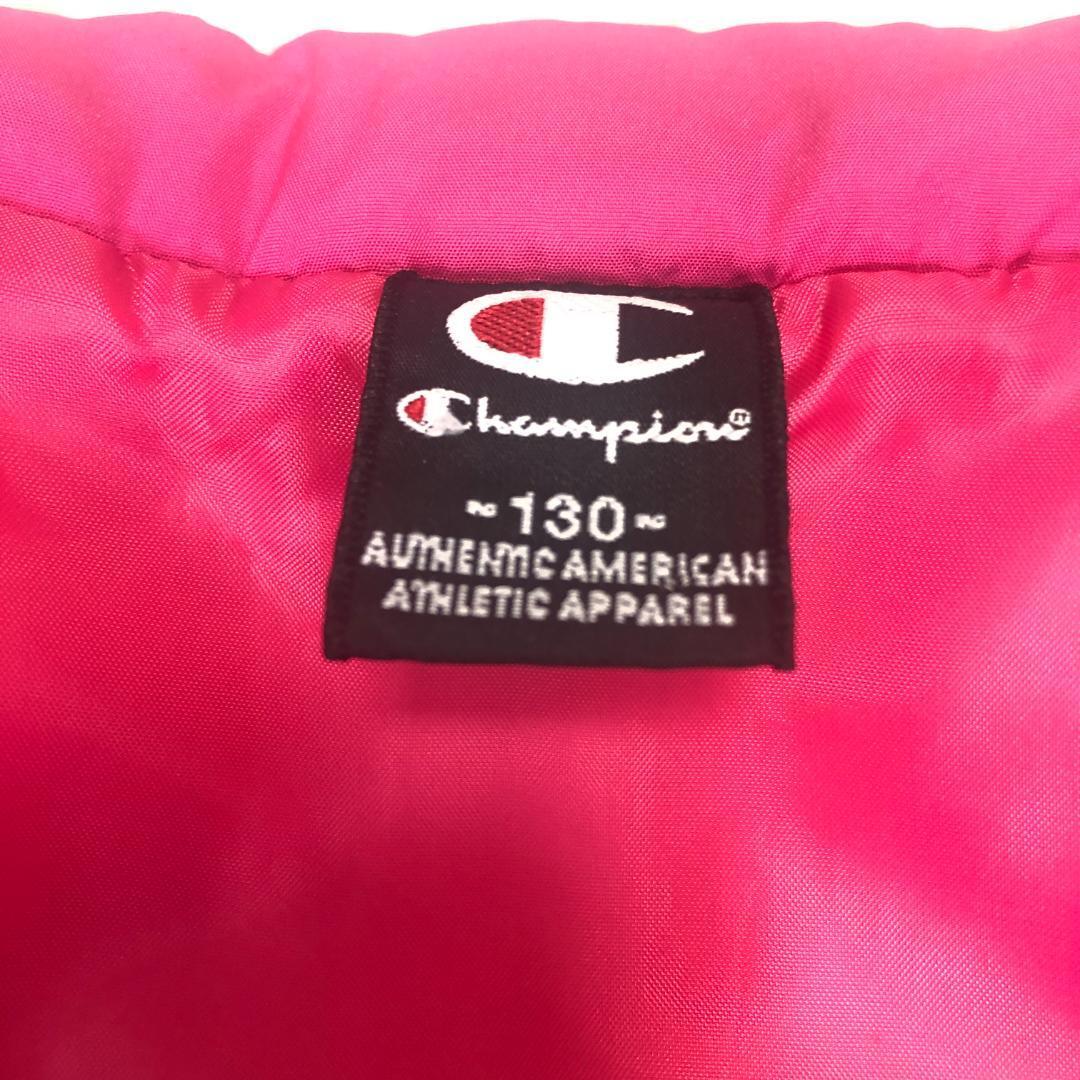 Champion®
~130~
AUTHENTIC AMERICAN
ATHLETIC APPAREL